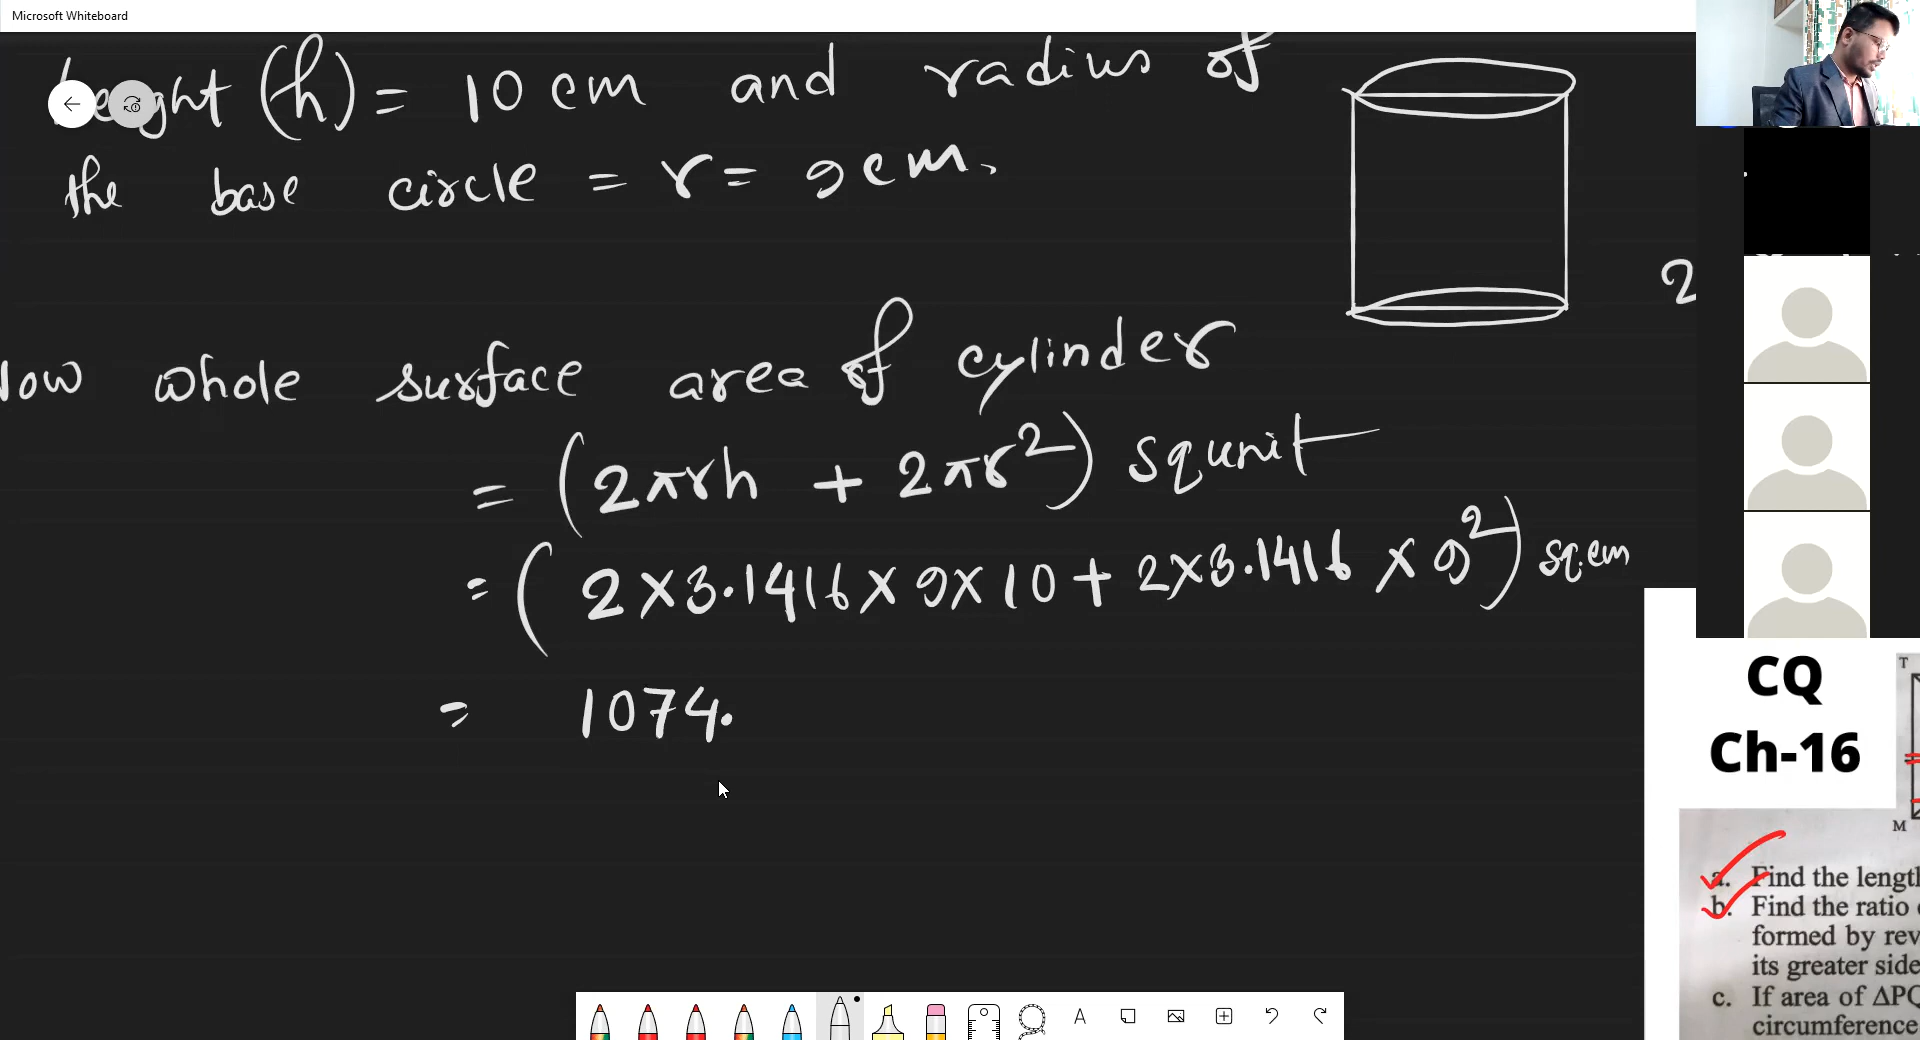 Microsoft Whiteboard
height (h) = 10 cm and radius of
the base circle = r = 9 cm.
2
Now whole surface area of cylinder
= (2πrh + 2πr²) sq unit
= (2×3.1416×9×10+2×3.1416×9²) sq.cm
= 1074.
CQ
Ch-16
T
M
a. Find the length
b. Find the ratio
formed by rev
its greater side
c. If area of ΔPQ
circumference